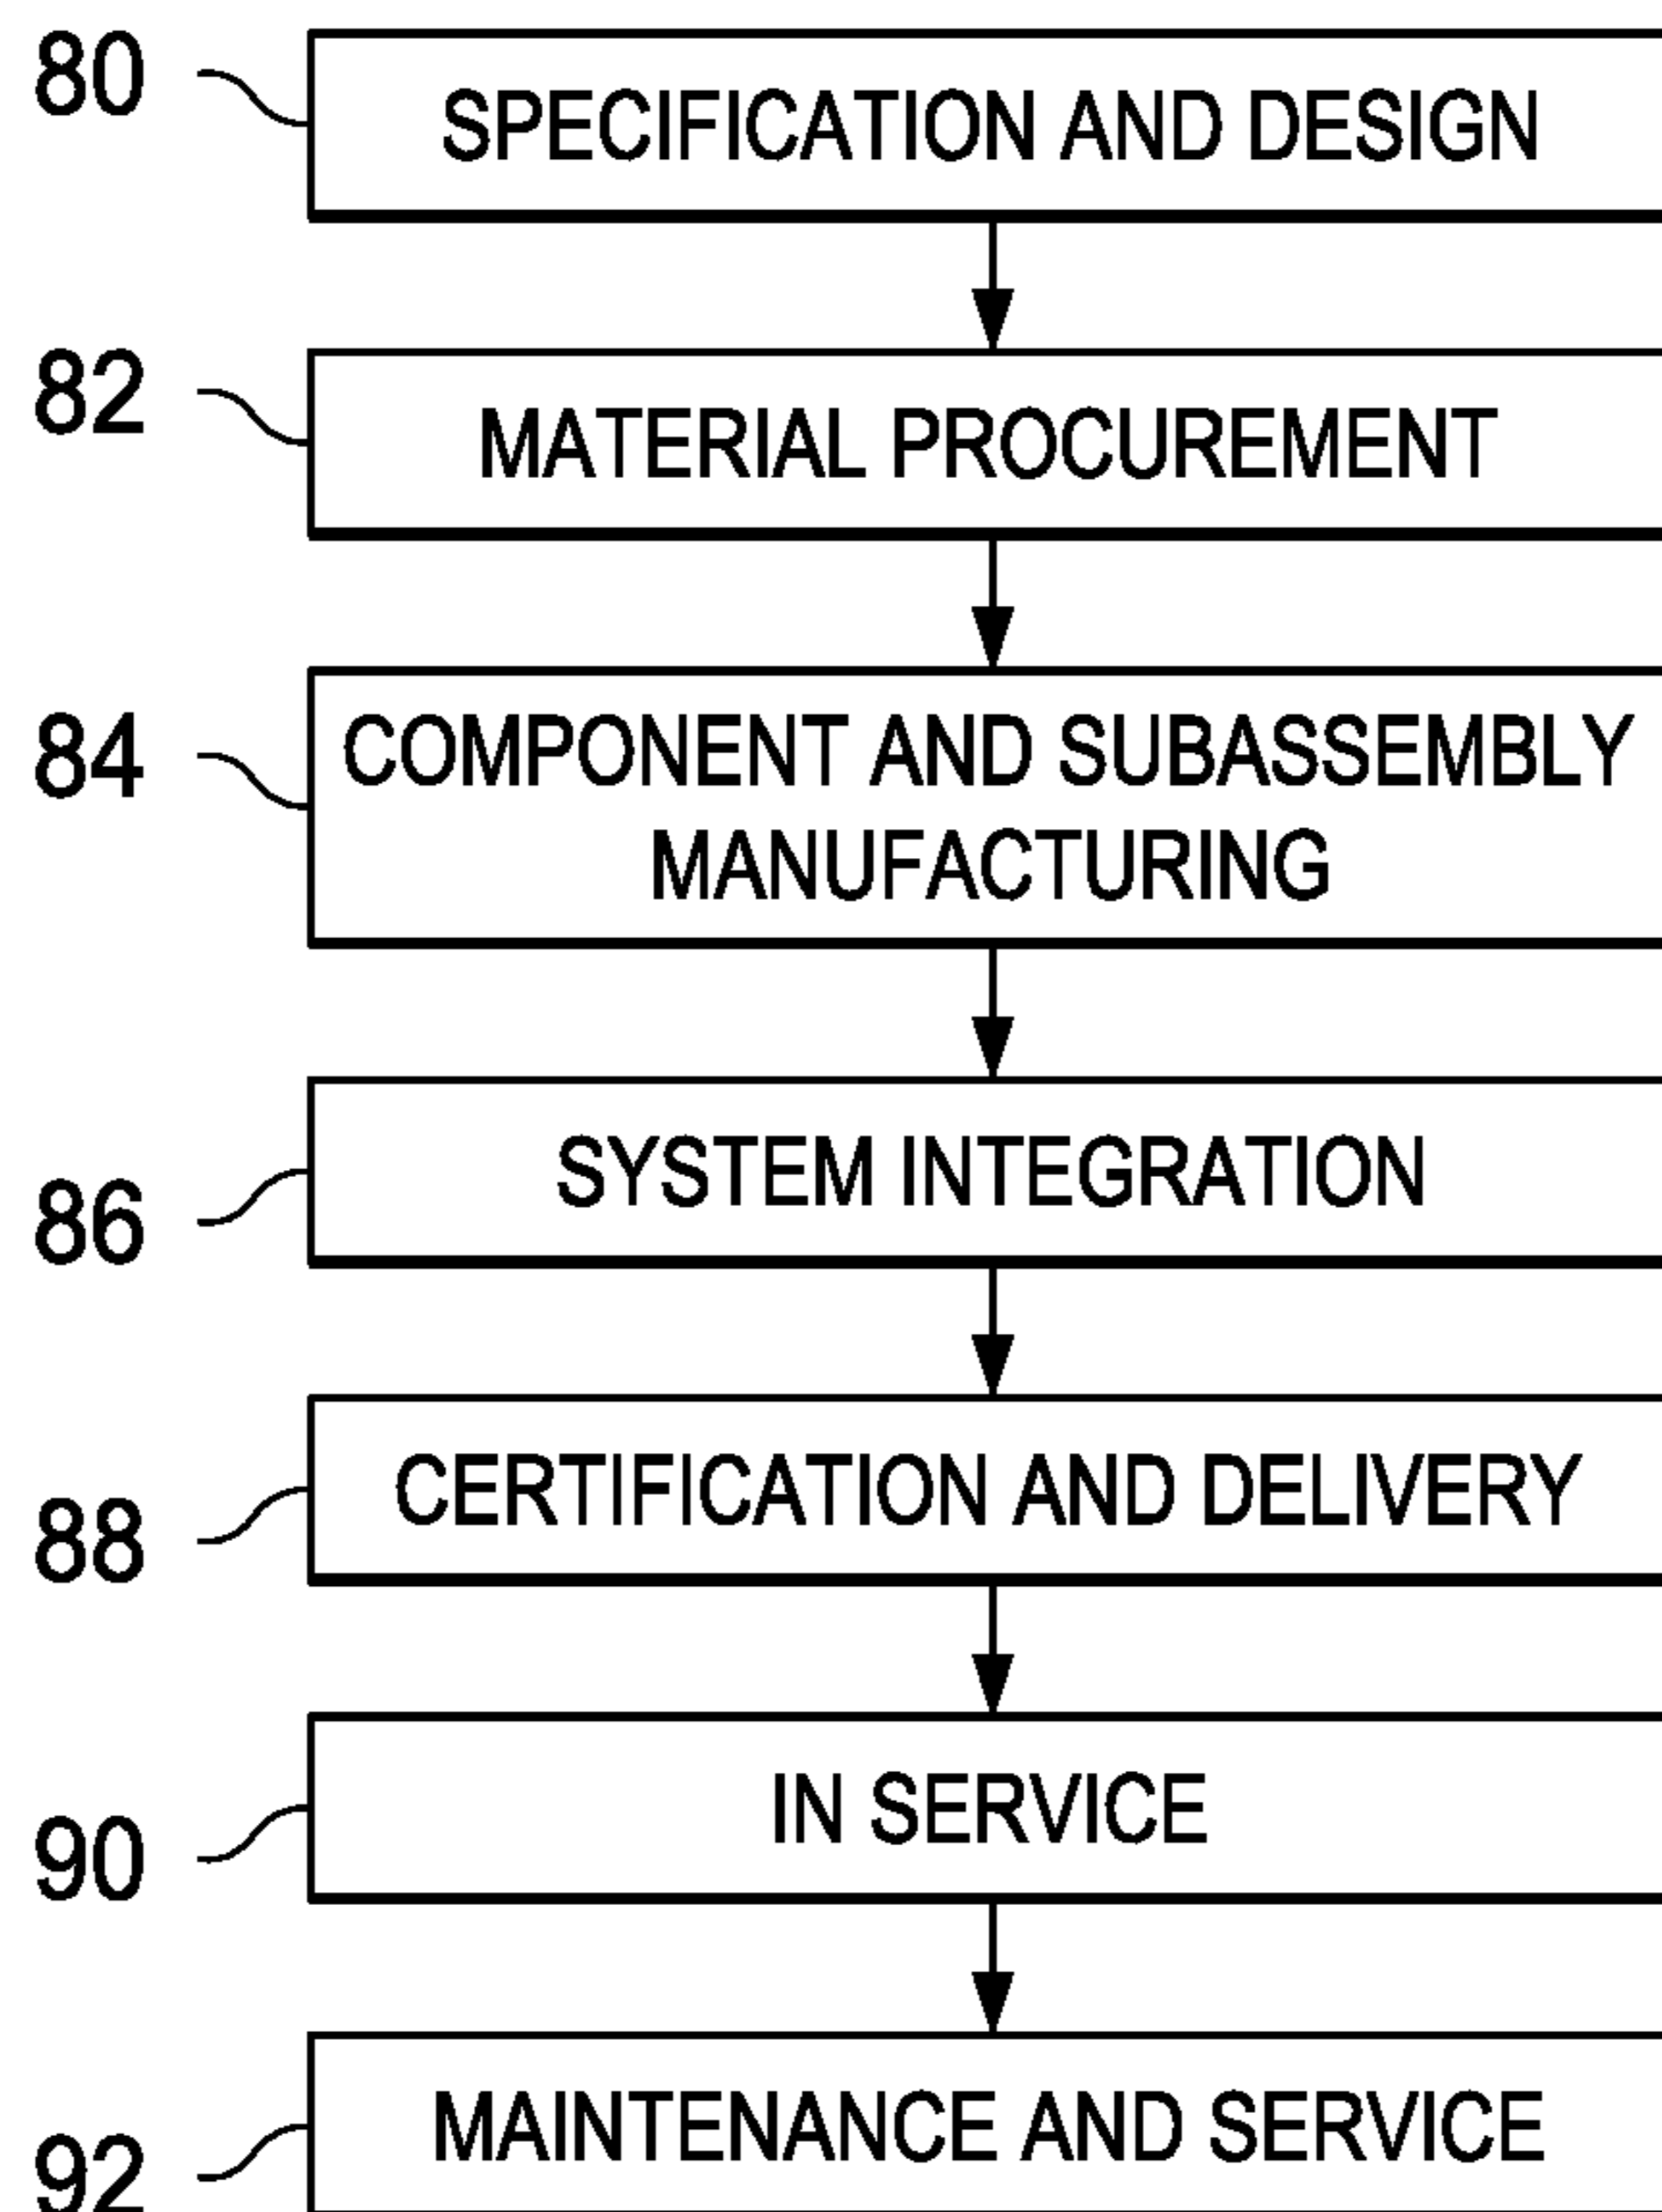 80
SPECIFICATION AND DESIGN
82
MATERIAL PROCUREMENT
84
COMPONENT AND SUBASSEMBLY
MANUFACTURING
86
SYSTEM INTEGRATION
88
CERTIFICATION AND DELIVERY
90
IN SERVICE
92
MAINTENANCE AND SERVICE